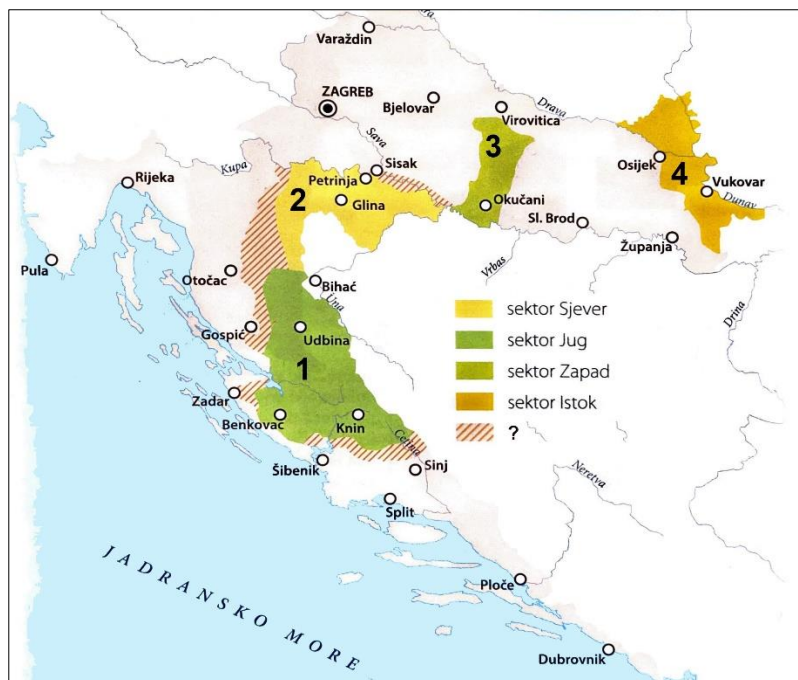 Varaždin
ZAGREB
Bjelovar
Virovitica
Drava
Sava
3
Kupa
Sisak
Osijek
Petrinja
4
Rijeka
2
Vukovar
Glina
Okučani
Dunav
Sl. Brod
Županja
Pula
Otočac
Bihać
Vrbas
Una
Drina
sektor Sjever
Gospić
Udbina
sektor Jug
1
sektor Zapad
Zadar
sektor Istok
Benkovac
Knin
?
Cetina
Šibenik
Sinj
Neretva
Split
JADRANSKO MORE
Ploče
Dubrovnik